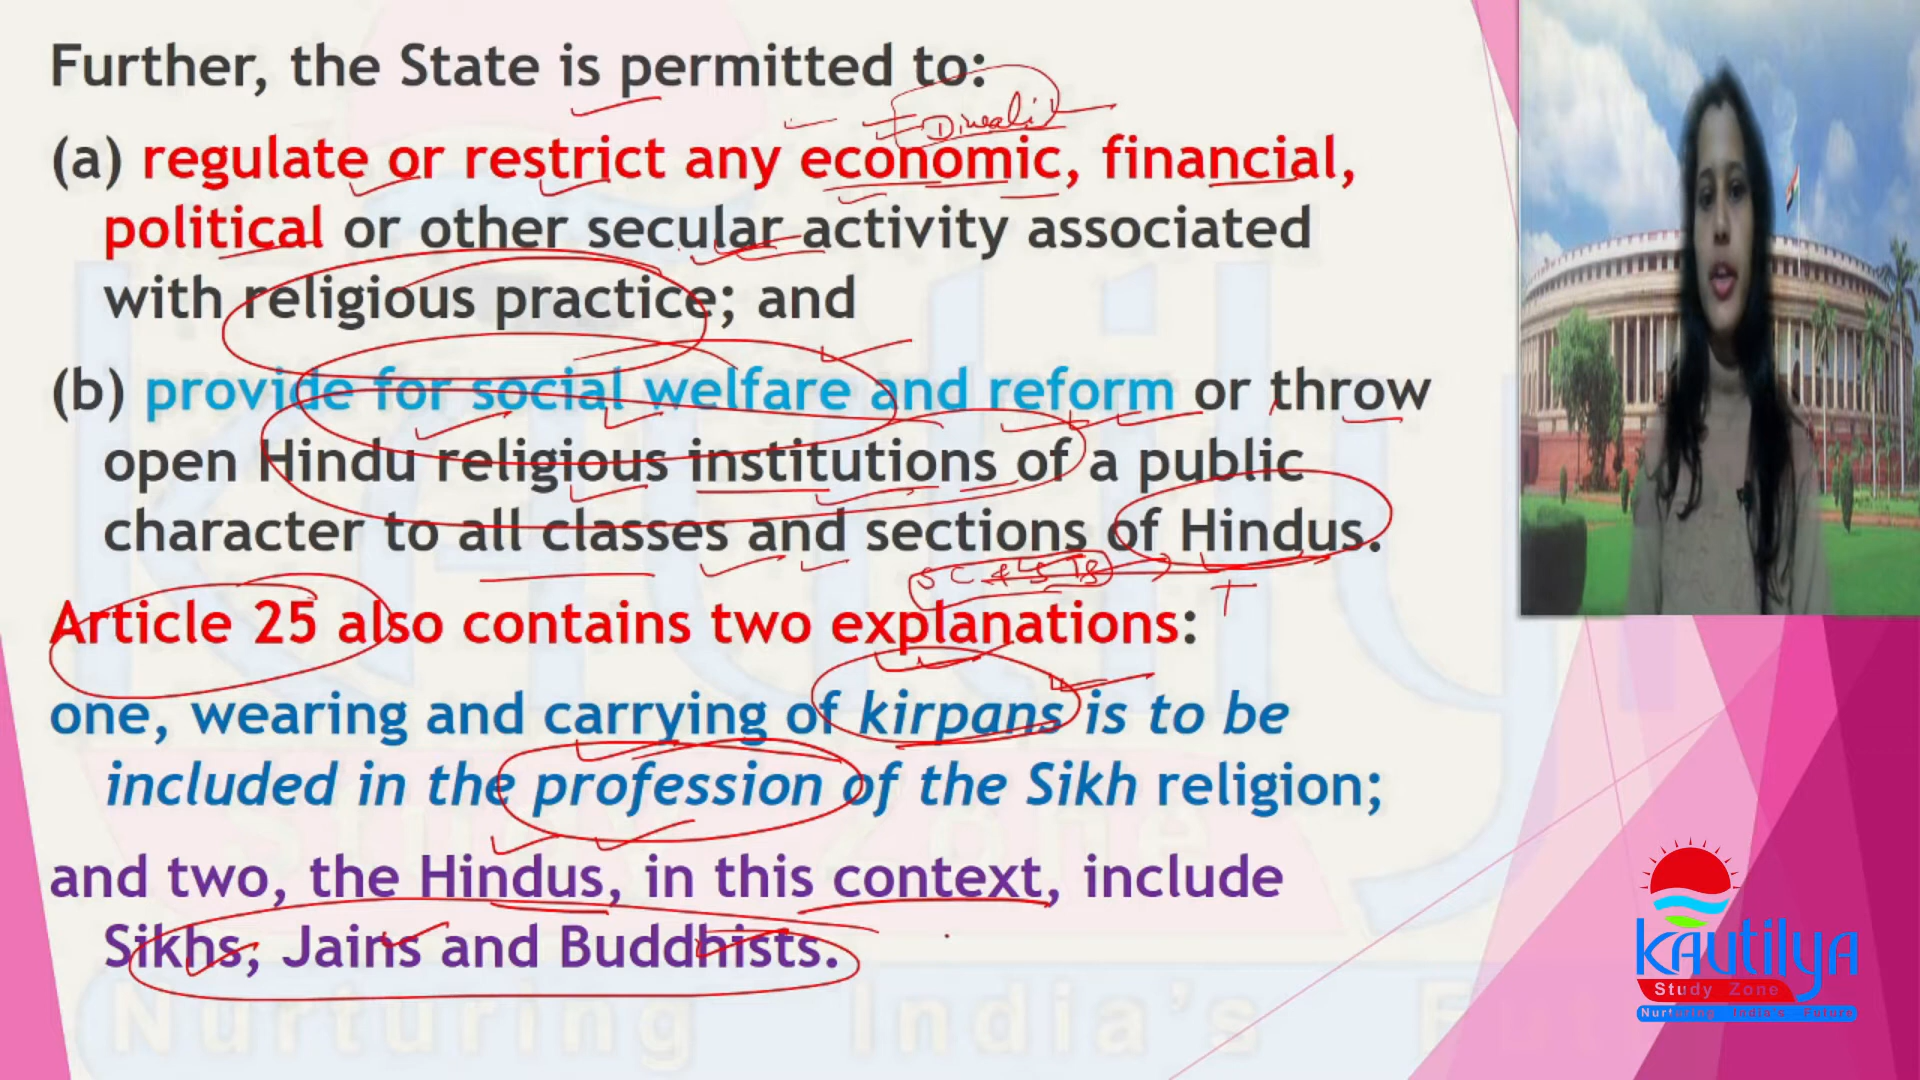 Further, the State is permitted to:
Diwali
(a) regulate or restrict any economic, financial,
political or other secular activity associated
with religious practice; and
(b) provide for social welfare and reform or throw
open Hindu religious institutions of a public
character to all classes and sections of Hindus.
Article 25 also contains two explanations:
one, wearing and carrying of kirpans is to be
included in the profession of the Sikh religion;
and two, the Hindus, in this context, include
Sikhs, Jains and Buddhists.
Kautilya
Study Zone
Nurturing India's Future
Nurturing India's